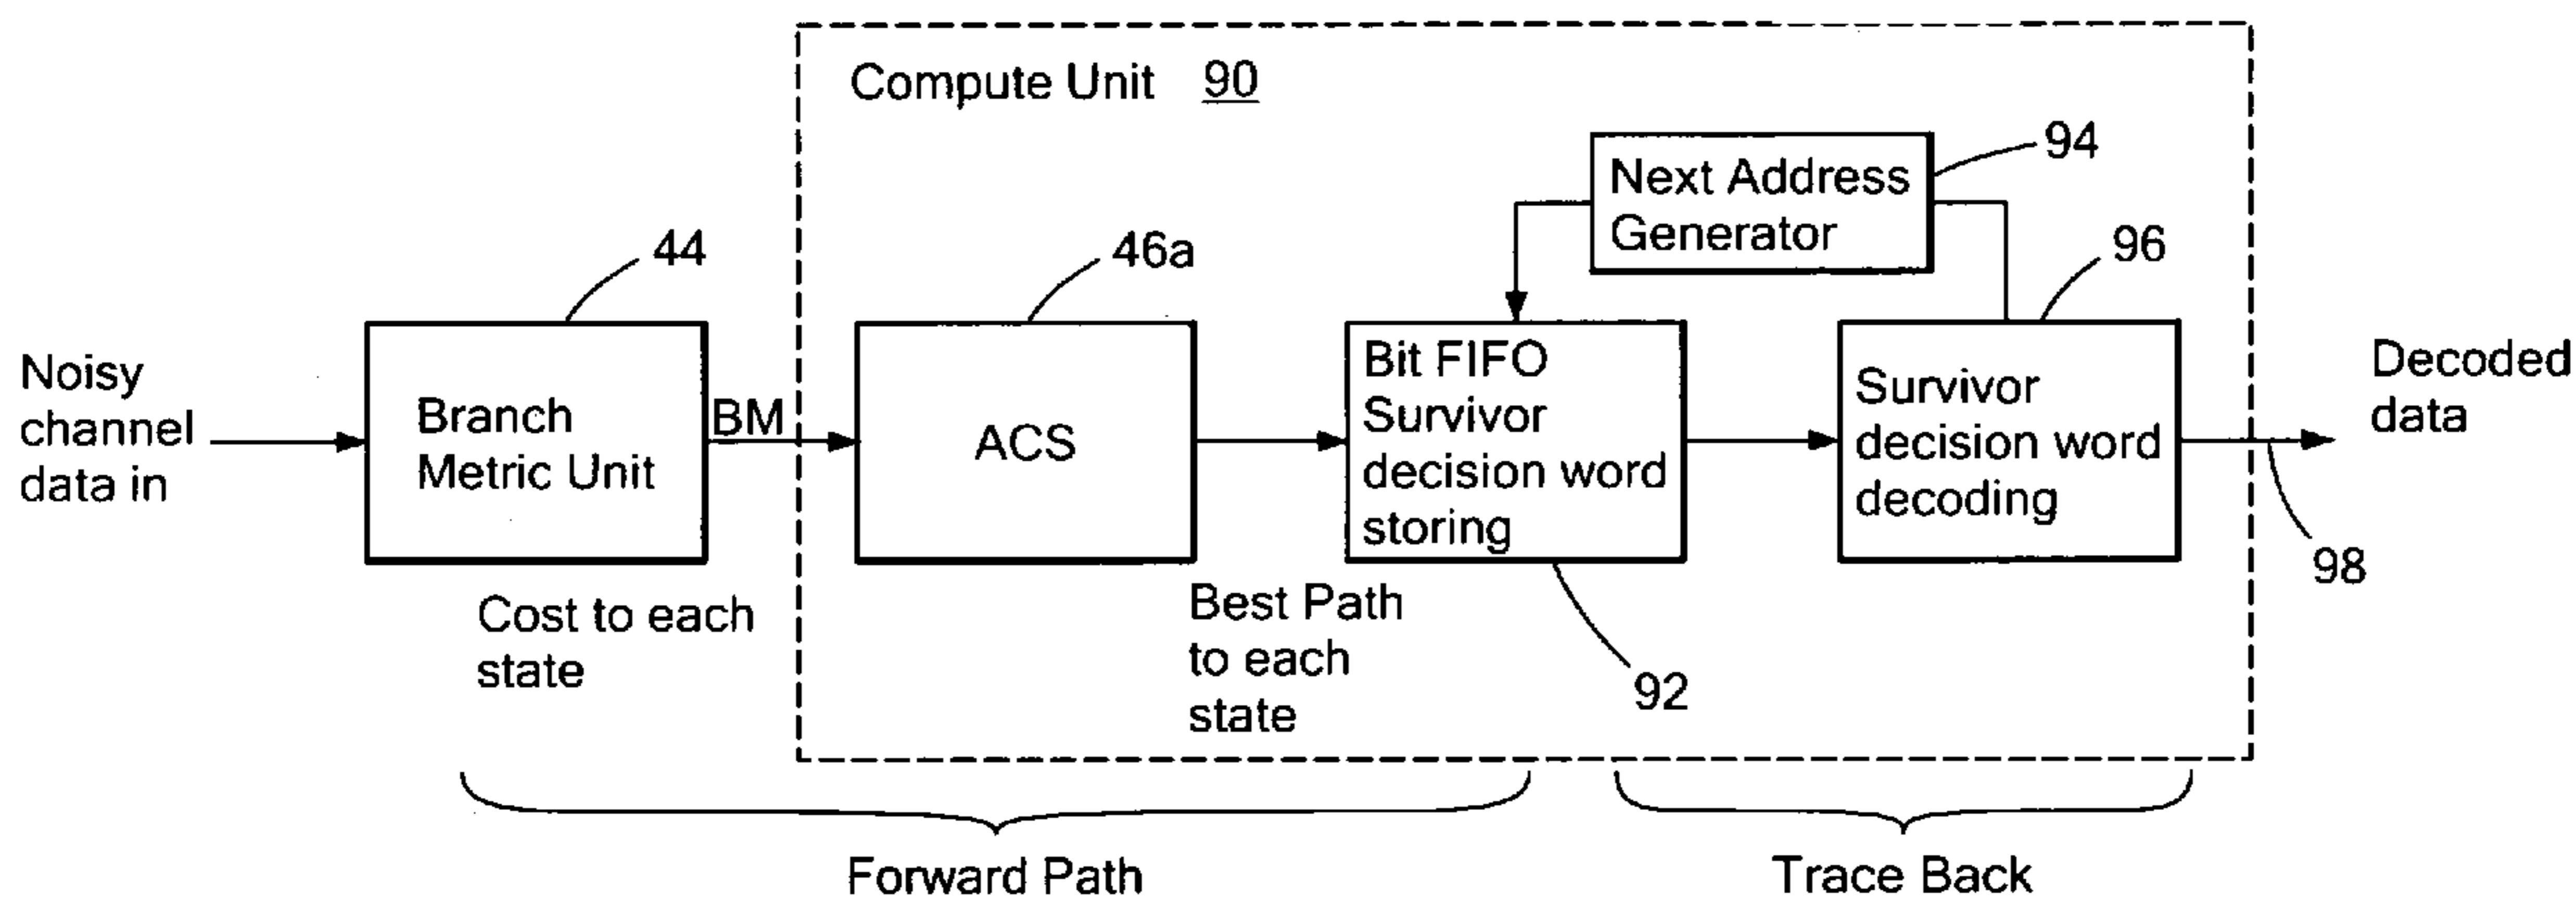 Compute Unit 90
94
Next Address
Generator
44
46a
96
Noisy
channel
data in
Branch
Metric Unit
BM
ACS
Bit FIFO
Survivor
decision word
storing
Survivor
decision word
decoding
Decoded
data
98
Cost to each
state
Best Path
to each
state
92
Forward Path
Trace Back